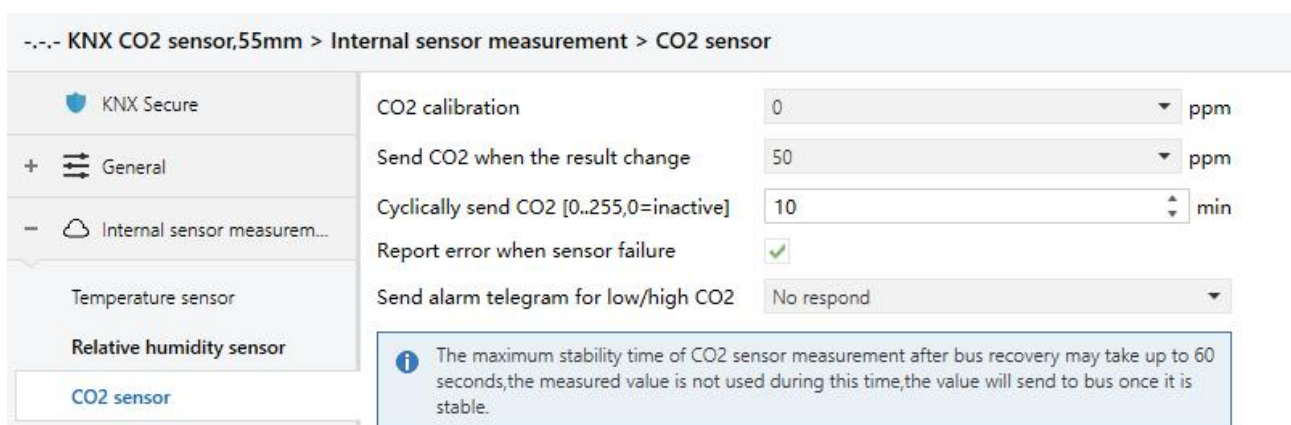 -.-.- KNX CO2 sensor,55mm > Internal sensor measurement > CO2 sensor
KNX Secure
+ General
- Internal sensor measurem...
Temperature sensor
Relative humidity sensor
CO2 sensor
CO2 calibration 0 ppm
Send CO2 when the result change 50 ppm
Cyclically send CO2 [0..255,0=inactive] 10 min
Report error when sensor failure
Send alarm telegram for low/high CO2 No respond
The maximum stability time of CO2 sensor measurement after bus recovery may take up to 60
seconds,the measured value is not used during this time,the value will send to bus once it is
stable.